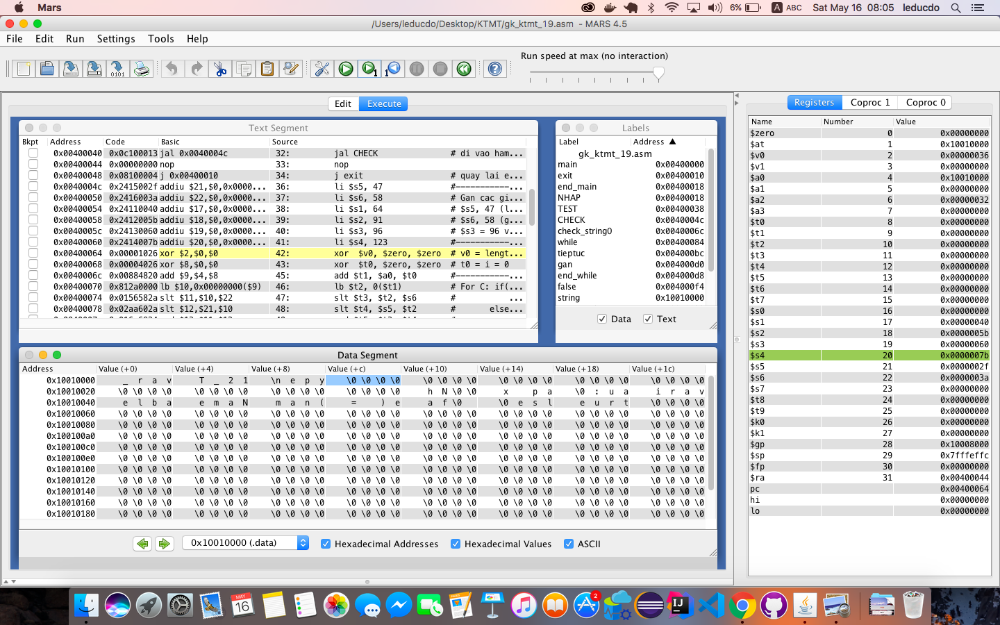 Mars 6% A ABC Sat May 16 08:05 leducdo
/Users/leducdo/Desktop/KTMT/gk_ktmt_19.asm - MARS 4.5
File Edit Run Settings Tools Help
Run speed at max (no interaction)
Edit Execute
Text Segment
Bkpt Address Code Basic Source
0x00400040 0x0c100013 jal 0x0040004c 32: jal CHECK # di vao ham...
0x00400044 0x00000000 nop 33: nop
0x00400048 0x08100004 j 0x00400010 34: j exit # quay lai e...
0x0040004c 0x2415002f addiu $21,$0,0x0000... 36: li $s5, 47 #-----------...
0x00400050 0x2416003a addiu $22,$0,0x0000... 37: li $s6, 58 # Gan cac gi...
0x00400054 0x24110040 addiu $17,$0,0x0000... 38: li $s1, 64 # $s5, 47 (l...
0x00400058 0x2412005b addiu $18,$0,0x0000... 39: li $s2, 91 # $s6, 58 (g...
0x0040005c 0x24130060 addiu $19,$0,0x0000... 40: li $s3, 96 # $s3 = 96 v...
0x00400060 0x2414007b addiu $20,$0,0x0000... 41: li $s4, 123 #-----------...
0x00400064 0x00001026 xor $2,$0,$0 42: xor $v0, $zero, $zero # v0 = lengt...
0x00400068 0x00004026 xor $8,$0,$0 43: xor $t0, $zero, $zero # t0 = i = 0
0x0040006c 0x00884820 add $9,$4,$8 45: add $t1, $a0, $t0 #-----------...
0x00400070 0x812a0000 lb $10,0x00000000($9) 46: lb $t2, 0($t1) # For C: if(...
0x00400074 0x0156582a slt $11,$10,$22 47: slt $t3, $t2, $s6 # ...
0x00400078 0x02aa602a slt $12,$21,$10 48: slt $t4, $s5, $t2 # else...
Labels
Label Address ▲
gk_ktmt_19.asm
main 0x00400000
exit 0x00400010
end_main 0x00400018
NHAP 0x00400018
TEST 0x00400038
CHECK 0x0040004c
check_string0 0x0040006c
while 0x00400084
tieptuc 0x004000bc
gan 0x004000d0
end_while 0x004000d8
false 0x004000f4
string 0x10010000
Data Text
Data Segment
Address Value (+0) Value (+4) Value (+8) Value (+c) Value (+10) Value (+14) Value (+18) Value (+1c)
0x10010000 _ r a v T _ 2 1 \n e p y \0 \0 \0 \0 \0 \0 \0 \0 \0 \0 \0 \0 \0 \0 \0 \0 \0 \0 \0 \0
0x10010020 \0 \0 \0 \0 \0 \0 \0 \0 \0 \0 \0 \0 \0 \0 \0 \0 h N \0 \0 x p a \0 : u a i r a v
0x10010040 e l b a e m a N m a n ( = ) e a f \0 \0 e s l e u r t \0 \0 \0 \0
0x10010060 \0 \0 \0 \0 \0 \0 \0 \0 \0 \0 \0 \0 \0 \0 \0 \0 \0 \0 \0 \0 \0 \0 \0 \0 \0 \0 \0 \0 \0 \0 \0 \0
0x10010080 \0 \0 \0 \0 \0 \0 \0 \0 \0 \0 \0 \0 \0 \0 \0 \0 \0 \0 \0 \0 \0 \0 \0 \0 \0 \0 \0 \0 \0 \0 \0 \0
0x100100a0 \0 \0 \0 \0 \0 \0 \0 \0 \0 \0 \0 \0 \0 \0 \0 \0 \0 \0 \0 \0 \0 \0 \0 \0 \0 \0 \0 \0 \0 \0 \0 \0
0x100100c0 \0 \0 \0 \0 \0 \0 \0 \0 \0 \0 \0 \0 \0 \0 \0 \0 \0 \0 \0 \0 \0 \0 \0 \0 \0 \0 \0 \0 \0 \0 \0 \0
0x100100e0 \0 \0 \0 \0 \0 \0 \0 \0 \0 \0 \0 \0 \0 \0 \0 \0 \0 \0 \0 \0 \0 \0 \0 \0 \0 \0 \0 \0 \0 \0 \0 \0
0x10010100 \0 \0 \0 \0 \0 \0 \0 \0 \0 \0 \0 \0 \0 \0 \0 \0 \0 \0 \0 \0 \0 \0 \0 \0 \0 \0 \0 \0 \0 \0 \0 \0
0x10010120 \0 \0 \0 \0 \0 \0 \0 \0 \0 \0 \0 \0 \0 \0 \0 \0 \0 \0 \0 \0 \0 \0 \0 \0 \0 \0 \0 \0 \0 \0 \0 \0
0x10010140 \0 \0 \0 \0 \0 \0 \0 \0 \0 \0 \0 \0 \0 \0 \0 \0 \0 \0 \0 \0 \0 \0 \0 \0 \0 \0 \0 \0 \0 \0 \0 \0
0x10010160 \0 \0 \0 \0 \0 \0 \0 \0 \0 \0 \0 \0 \0 \0 \0 \0 \0 \0 \0 \0 \0 \0 \0 \0 \0 \0 \0 \0 \0 \0 \0 \0
0x10010180 \0 \0 \0 \0 \0 \0 \0 \0 \0 \0 \0 \0 \0 \0 \0 \0 \0 \0 \0 \0 \0 \0 \0 \0 \0 \0 \0 \0 \0 \0 \0 \0
0x10010000 (.data) Hexadecimal Addresses Hexadecimal Values ASCII
Registers Coproc 1 Coproc 0
Name Number Value
$zero 0 0x00000000
$at 1 0x10010000
$v0 2 0x00000036
$v1 3 0x00000000
$a0 4 0x10010000
$a1 5 0x00000000
$a2 6 0x00000032
$a3 7 0x00000000
$t0 8 0x00000000
$t1 9 0x00000000
$t2 10 0x00000000
$t3 11 0x00000000
$t4 12 0x00000000
$t5 13 0x00000000
$t6 14 0x00000000
$t7 15 0x00000000
$s0 16 0x00000000
$s1 17 0x00000040
$s2 18 0x0000005b
$s3 19 0x00000060
$s4 20 0x0000007b
$s5 21 0x0000002f
$s6 22 0x0000003a
$s7 23 0x00000000
$t8 24 0x00000000
$t9 25 0x00000000
$k0 26 0x00000000
$k1 27 0x00000000
$gp 28 0x10008000
$sp 29 0x7fffeffc
$fp 30 0x00000000
$ra 31 0x00400044
pc 0x00400064
hi 0x00000000
lo 0x00000000
MAY
16
2